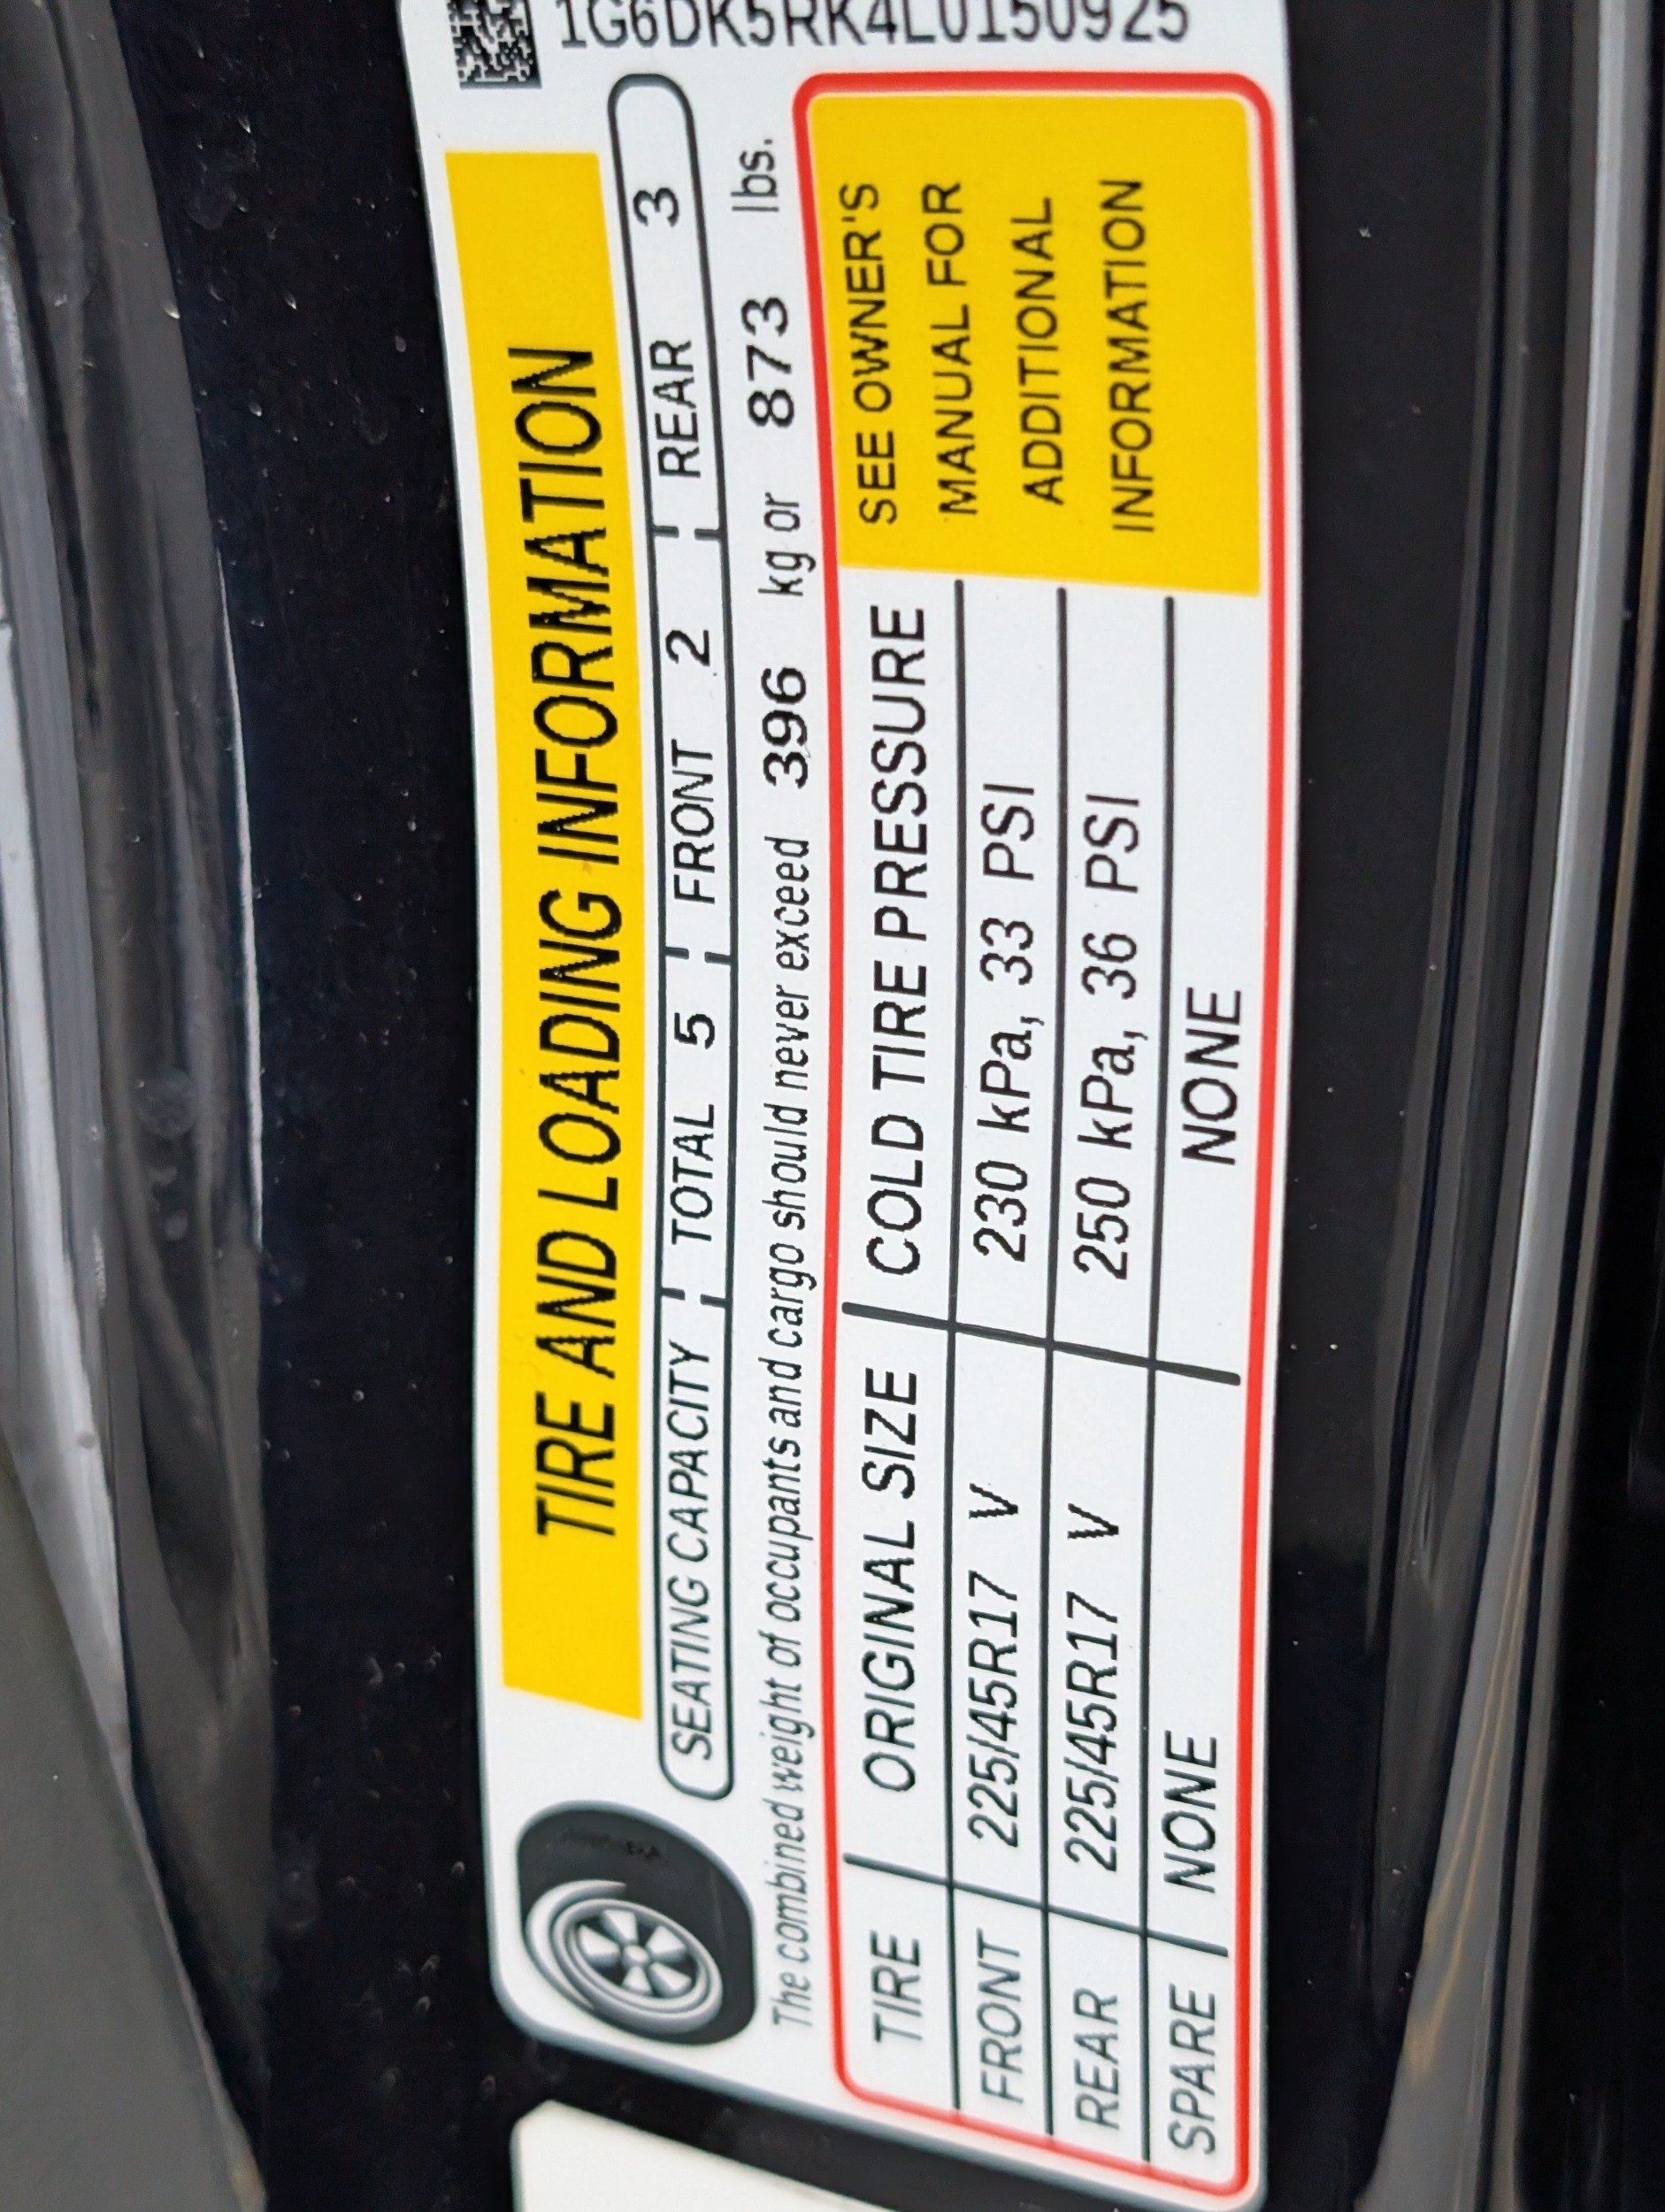 1G6DK5RK4L0150925
TIRE AND LOADING INFORMATION
SEATING CAPACITY TOTAL 5 FRONT 2 REAR 3
The combined weight of occupants and cargo should never exceed 396 kg or 873 lbs.
TIRE ORIGINAL SIZE COLD TIRE PRESSURE
FRONT 225/45R17 V 230 kPa, 33 PSI
REAR 225/45R17 V 250 kPa, 36 PSI
SPARE NONE NONE
SEE OWNER'S
MANUAL FOR
ADDITIONAL
INFORMATION